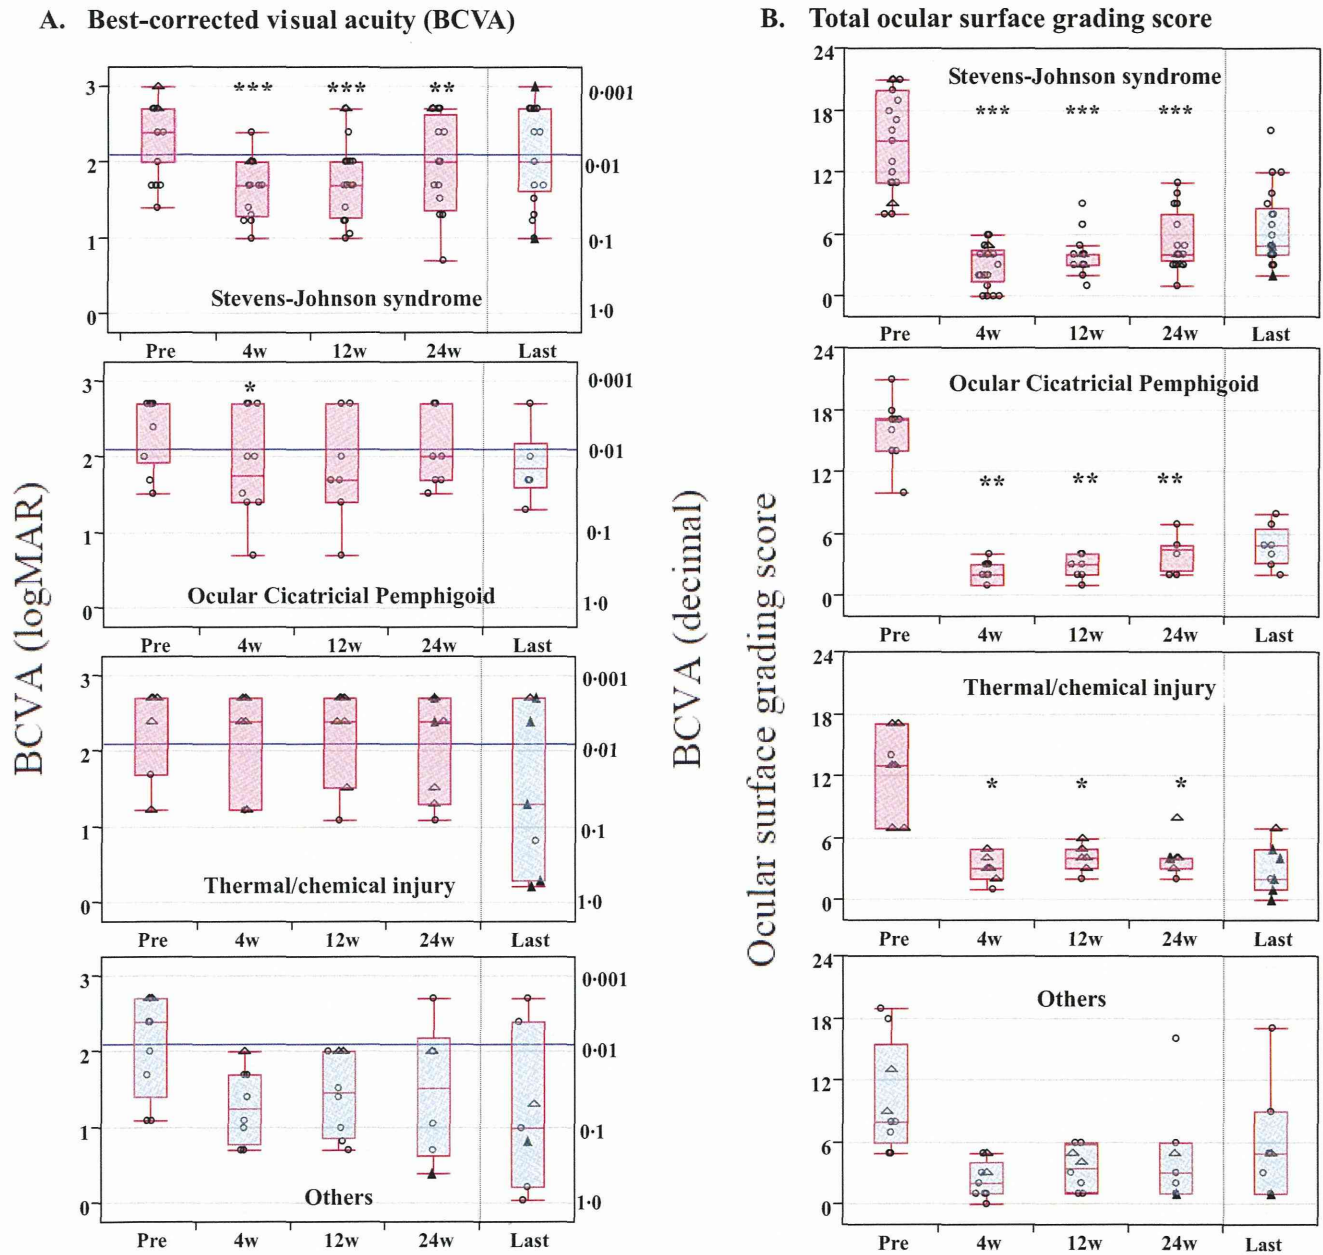 A. Best-corrected visual acuity (BCVA)
BCVA (logMAR)
BCVA (decimal)
3
2
1
0
*** *** **
Stevens-Johnson syndrome
0·001
0·01
0·1
1·0
Pre 4w 12w 24w Last
3
2
1
0
*
Ocular Cicatricial Pemphigoid
0·001
0·01
0·1
1·0
Pre 4w 12w 24w Last
3
2
1
0
Thermal/chemical injury
0·001
0·01
0·1
1·0
Pre 4w 12w 24w Last
3
2
1
0
Others
0·001
0·01
0·1
1·0
Pre 4w 12w 24w Last
B. Total ocular surface grading score
Ocular surface grading score
24
18
12
6
0
Stevens-Johnson syndrome
*** *** ***
Pre 4w 12w 24w Last
24
18
12
6
0
Ocular Cicatricial Pemphigoid
** ** **
Pre 4w 12w 24w Last
24
18
12
6
0
Thermal/chemical injury
* * *
Pre 4w 12w 24w Last
24
18
12
6
0
Others
Pre 4w 12w 24w Last